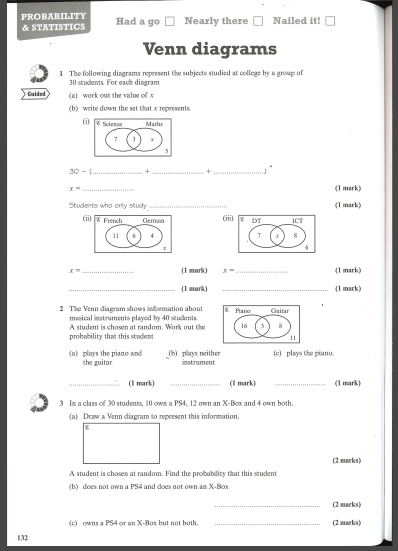 PROBABILITY
& STATISTICS
Had a go Nearly there Nailed it!
Venn diagrams
Guided
1 The following diagrams represent the subjects studied at college by a group of
30 students. For each diagram
(a) work out the value of x
(b) write down the set that x represents.
(i) ℰ Science Maths
7 3 x
5
30 − (........................ + ........................ + ........................)
x = ........................ (1 mark)
Students who only study ........................ (1 mark)
(ii) ℰ French German
11 6 4
x
(iii) ℰ DT ICT
7 x 8
6
x = ........................ (1 mark) x = ........................ (1 mark)
........................ (1 mark) ........................ (1 mark)
2 The Venn diagram shows information about
musical instruments played by 40 students.
A student is chosen at random. Work out the
probability that this student
ℰ Piano Guitar
16 5 8
11
(a) plays the piano and
the guitar
(b) plays neither
instrument
(c) plays the piano.
........................ (1 mark) ........................ (1 mark) ........................ (1 mark)
3 In a class of 30 students, 10 own a PS4, 12 own an X-Box and 4 own both.
(a) Draw a Venn diagram to represent this information.
ℰ
(2 marks)
A student is chosen at random. Find the probability that this student
(b) does not own a PS4 and does not own an X-Box
........................ (2 marks)
(c) owns a PS4 or an X-Box but not both. ........................ (2 marks)
132